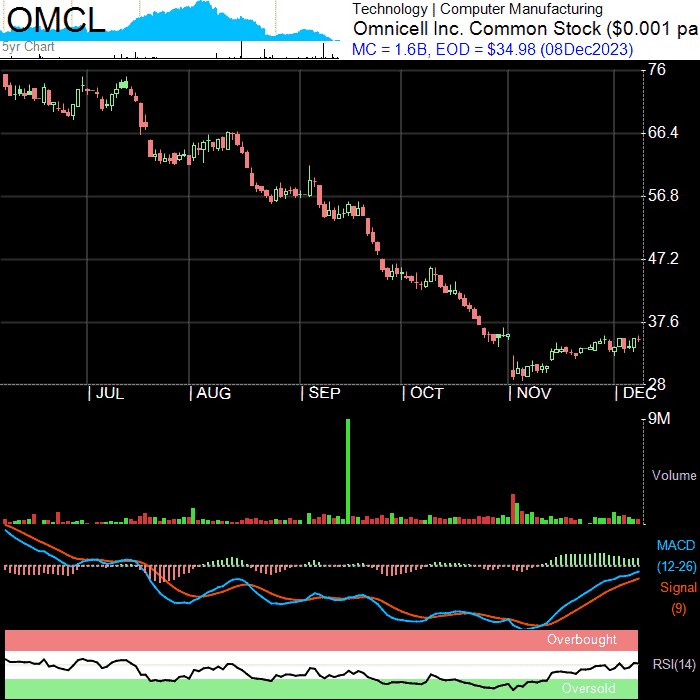 OMCL
5yr Chart
Technology | Computer Manufacturing
Omnicell Inc. Common Stock ($0.001 pa
MC = 1.6B, EOD = $34.98 (08Dec2023)
76
66.4
56.8
47.2
37.6
28
JUL
AUG
SEP
OCT
NOV
DEC
9M
Volume
MACD
(12-26)
Signal
(9)
Overbought
RSI(14)
Oversold